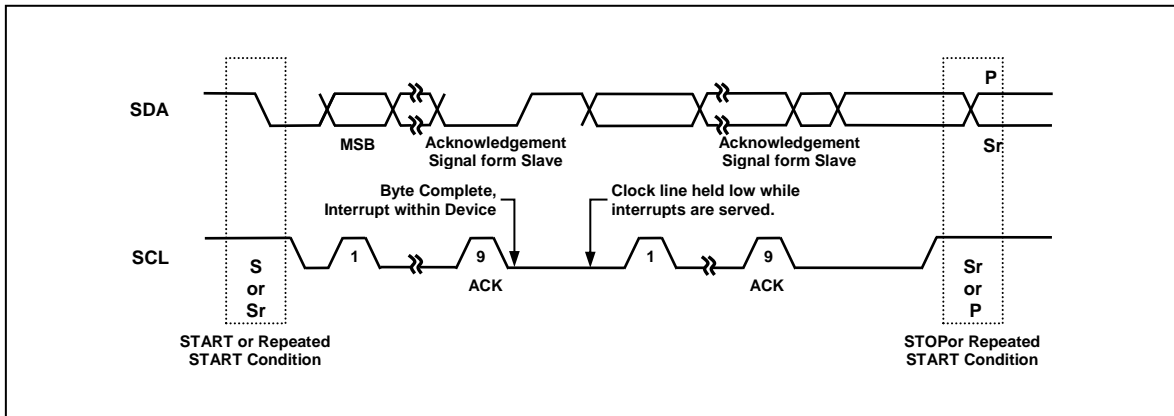 P
SDA
MSB
Acknowledgement
Signal form Slave
Acknowledgement
Signal form Slave
Sr
Byte Complete,
Interrupt within Device
Clock line held low while
interrupts are served.
SCL
S
or
Sr
1
9
ACK
1
9
ACK
Sr
or
P
START or Repeated
START Condition
STOPor Repeated
START Condition